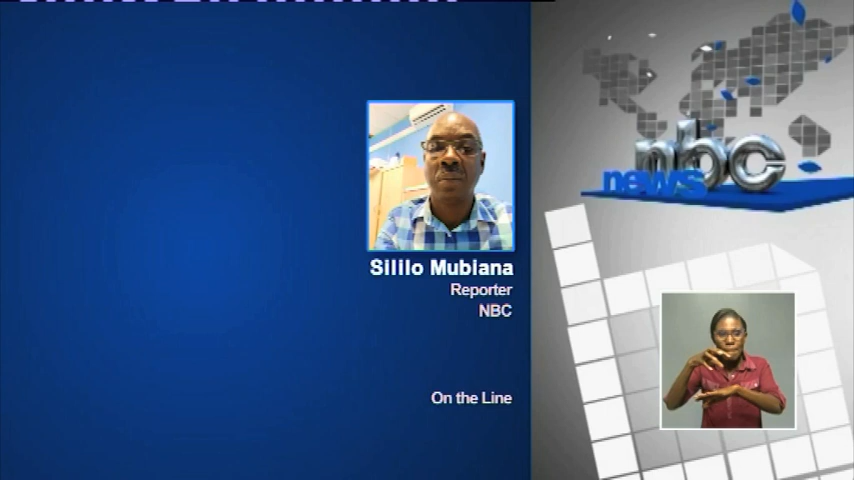 nbc
news
Sililo Mubiana
Reporter
NBC
On the Line